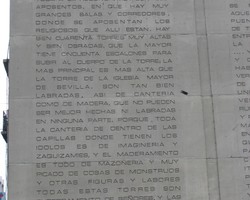 APOSENTOS, EN QUE HAY MUY
GRANDES SALAS Y CORREDORES
DONDE SE APOSENTAN LOS
RELIGIOSOS QUE ALLI ESTAN. HAY
BIEN CUARENTA TORRES MUY ALTAS
Y BIEN OBRADAS, QUE LA MAYOR
TIENE CINCUENTA ESCALONES PARA
SUBIR AL CUERPO DE LA TORRE; LA
MAS PRINCIPAL ES MAS ALTA QUE
LA TORRE DE LA IGLESIA MAYOR
DE SEVILLA. SON TAN BIEN
LABRADAS, ASI DE CANTERIA
COMO DE MADERA, QUE NO PUEDEN
SER MEJOR HECHAS NI LABRADAS
EN NINGUNA PARTE, PORQUE TODA
LA CANTERIA DE DENTRO DE LAS
CAPILLAS DONDE TIENEN LOS
IDOLOS ES DE IMAGINERIA Y
ZAQUIZAMIES, Y EL MADERAMIENTO
ES TODO DE MAZONERIA Y MUY
PICADO DE COSAS DE MONSTRUOS
Y OTRAS FIGURAS Y LABORES
TODAS ESTAS TORRES SON
DE SEÑORES Y LAS